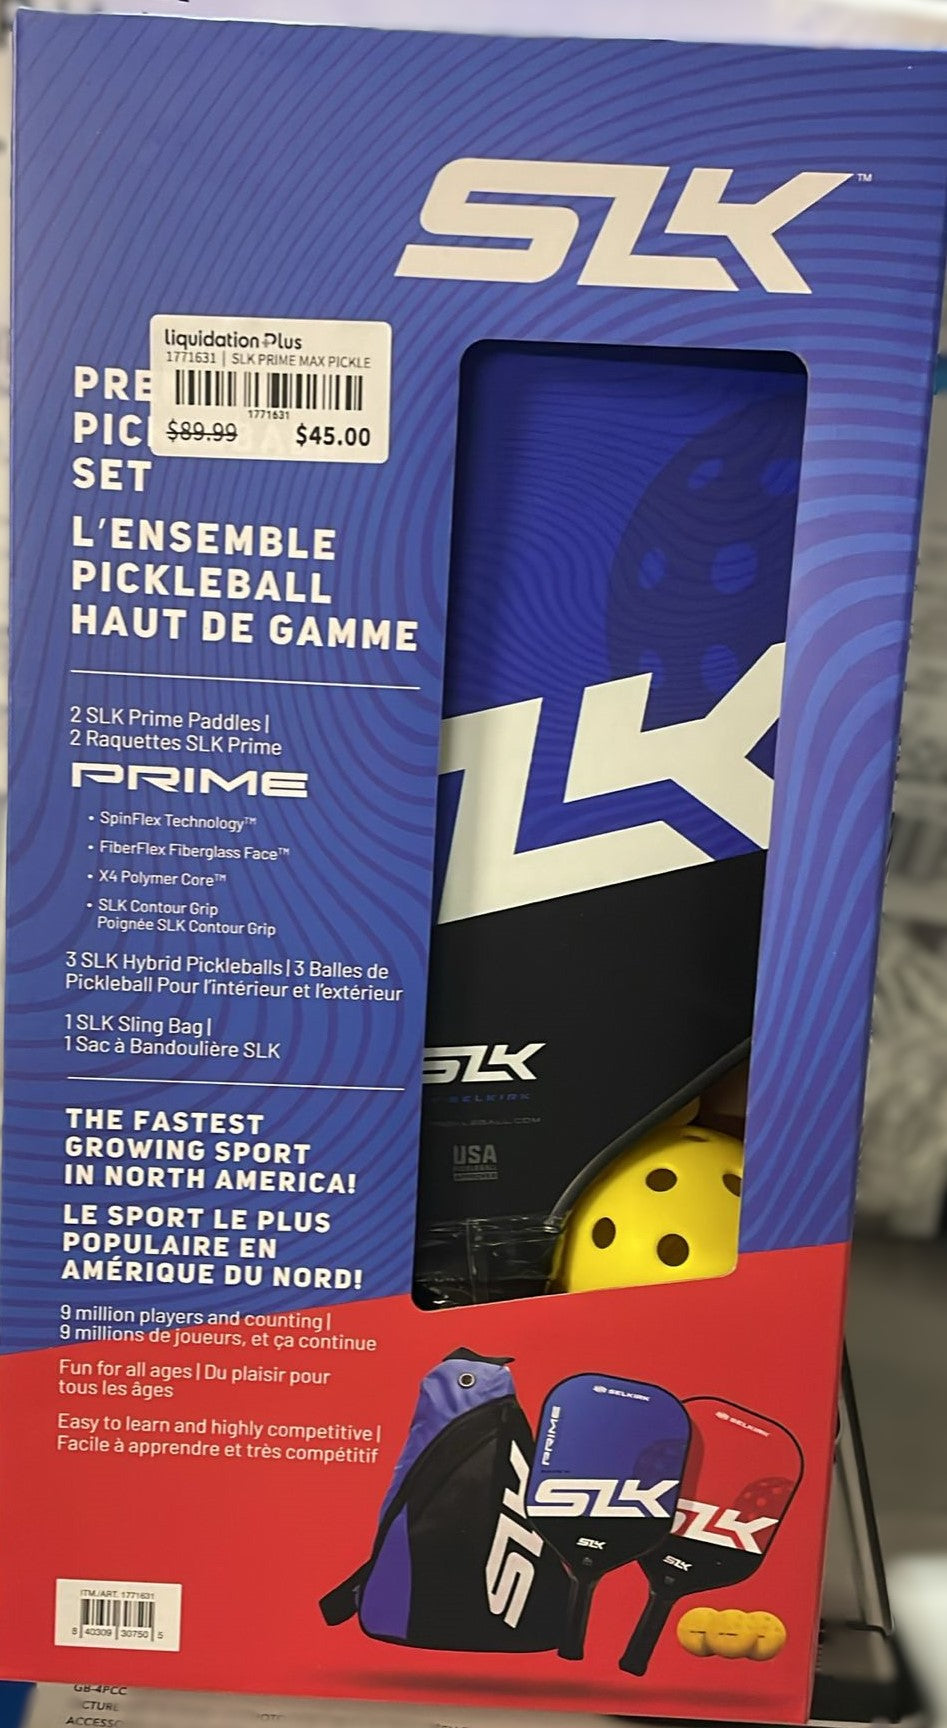 SLK™
liquidation Plus
1771631 | SLK PRIME MAX PICKLE
1771631
$89.99 $45.00
SET
L'ENSEMBLE
PICKLEBALL
HAUT DE GAMME
2 SLK Prime Paddles |
2 Raquettes SLK Prime
PRIME
• SpinFlex Technology™
• FiberFlex Fiberglass Face™
• X4 Polymer Core™
• SLK Contour Grip
Poignée SLK Contour Grip
3 SLK Hybrid Pickleballs | 3 Balles de
Pickleball Pour l'intérieur et l'extérieur
1 SLK Sling Bag |
1 Sac à Bandoulière SLK
THE FASTEST
GROWING SPORT
IN NORTH AMERICA!
LE SPORT LE PLUS
POPULAIRE EN
AMÉRIQUE DU NORD!
9 million players and counting |
9 millions de joueurs, et ça continue
Fun for all ages | Du plaisir pour
tous les âges
Easy to learn and highly competitive |
Facile à apprendre et très compétitif
SLK
USA
SLK
SELKIRK
PRIME
SLK
SLK
SELKIRK
SLK
SLK
ITM./ART. 1771631
8 40309 30750 5
GB-4PCC